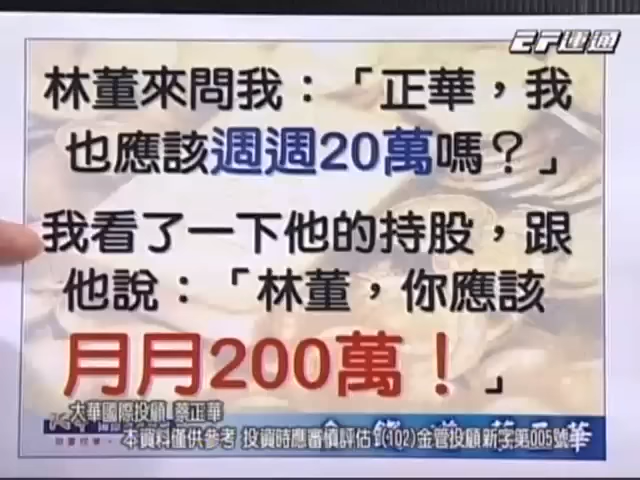 EF運通
林董來問我：「正華，我
也應該週週20萬嗎？」
我看了一下他的持股，跟
他說：「林董，你應該
月月200萬！」
大華國際投顧 蔡正華
本資料僅供參考 投資時應審慎評估 (102)金管投顧新字第005號